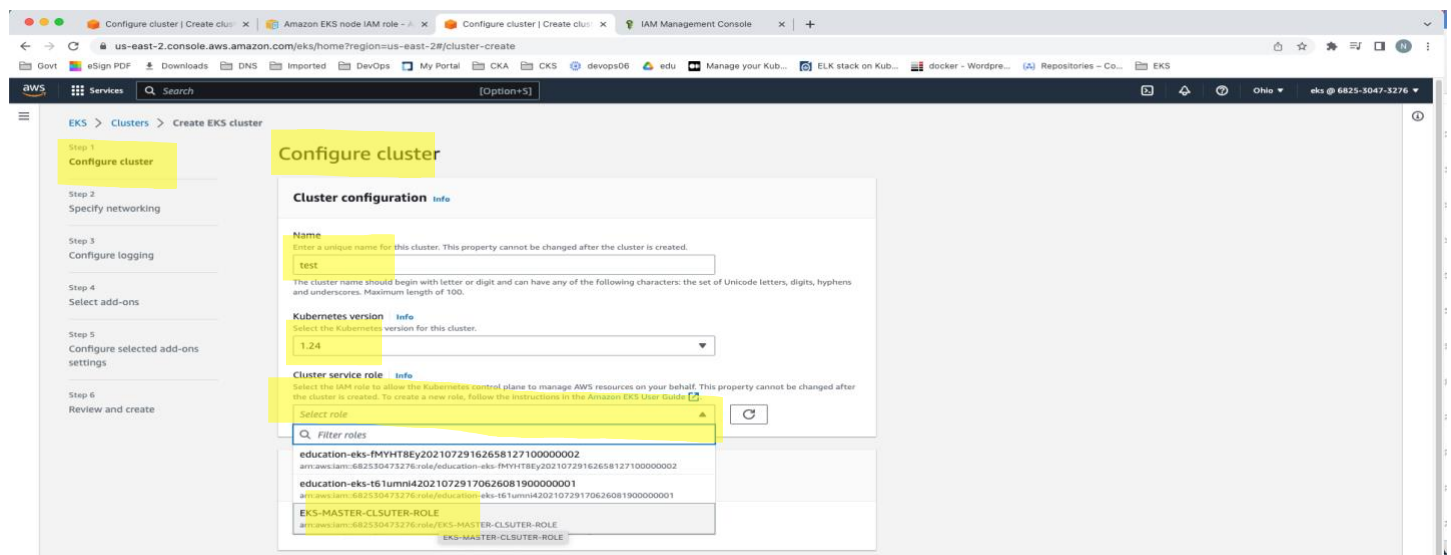 Configure cluster | Create clus
Amazon EKS node IAM role - A
Configure cluster | Create clus
IAM Management Console
us-east-2.console.aws.amazon.com/eks/home?region=us-east-2#/cluster-create
N
Govt
eSign PDF
Downloads
DNS
Imported
DevOps
My Portal
CKA
CKS
devops06
edu
Manage your Kub...
ELK stack on Kub...
docker - Wordpre...
Repositories – Co...
EKS
aws
Services
Search
[Option+S]
Ohio
eks @ 6825-3047-3276
EKS > Clusters > Create EKS cluster
Step 1
Configure cluster
Step 2
Specify networking
Step 3
Configure logging
Step 4
Select add-ons
Step 5
Configure selected add-ons
settings
Step 6
Review and create
Configure cluster
Cluster configuration Info
Name
Enter a unique name for this cluster. This property cannot be changed after the cluster is created.
test
The cluster name should begin with letter or digit and can have any of the following characters: the set of Unicode letters, digits, hyphens
and underscores. Maximum length of 100.
Kubernetes version Info
Select the Kubernetes version for this cluster.
1.24
Cluster service role Info
Select the IAM role to allow the Kubernetes control plane to manage AWS resources on your behalf. This property cannot be changed after
the cluster is created. To create a new role, follow the instructions in the Amazon EKS User Guide
Select role
Filter roles
education-eks-fMYHT8Ey20210729162658127100000002
arn:aws:iam::682530473276:role/education-eks-fMYHT8Ey20210729162658127100000002
education-eks-t61umni420210729170626081900000001
arn:aws:iam::682530473276:role/education-eks-t61umni420210729170626081900000001
EKS-MASTER-CLSUTER-ROLE
arn:aws:iam::682530473276:role/EKS-MASTER-CLSUTER-ROLE
EKS-MASTER-CLSUTER-ROLE